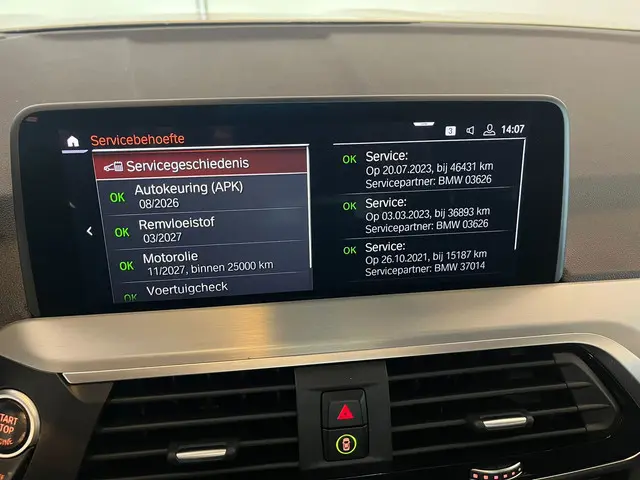 3
14:07
Servicebehoefte
Servicegeschiedenis
OK Autokeuring (APK)
08/2026
OK Remvloeistof
03/2027
OK Motorolie
11/2027, binnen 25000 km
OK Voertuigcheck
OK Service:
Op 20.07.2023, bij 46431 km
Servicepartner: BMW 03626
OK Service:
Op 03.03.2023, bij 36893 km
Servicepartner: BMW 03626
OK Service:
Op 26.10.2021, bij 15187 km
Servicepartner: BMW 37014
START
STOP